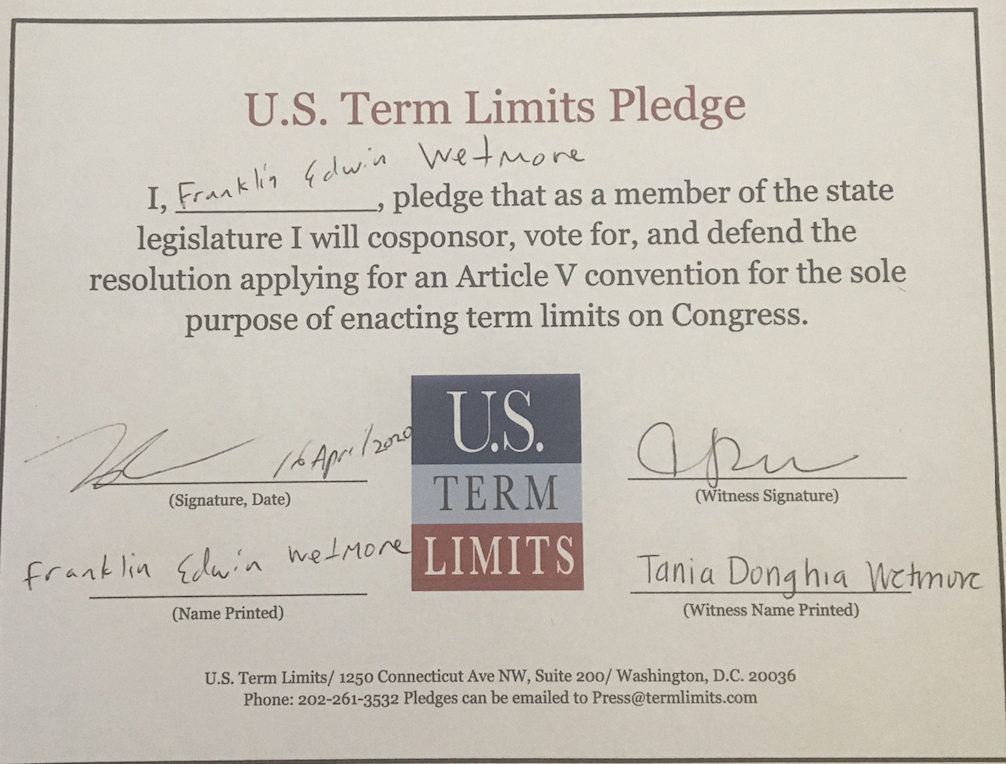 U.S. Term Limits Pledge
I, Franklin Edwin Wetmore, pledge that as a member of the state
legislature I will cosponsor, vote for, and defend the
resolution applying for an Article V convention for the sole
purpose of enacting term limits on Congress.
16 April 2020
(Signature, Date)
Franklin Edwin Wetmore
(Name Printed)
U.S.
TERM
LIMITS
(Witness Signature)
Tania Donghia Wetmore
(Witness Name Printed)
U.S. Term Limits/ 1250 Connecticut Ave NW, Suite 200/ Washington, D.C. 20036
Phone: 202-261-3532 Pledges can be emailed to Press@termlimits.com